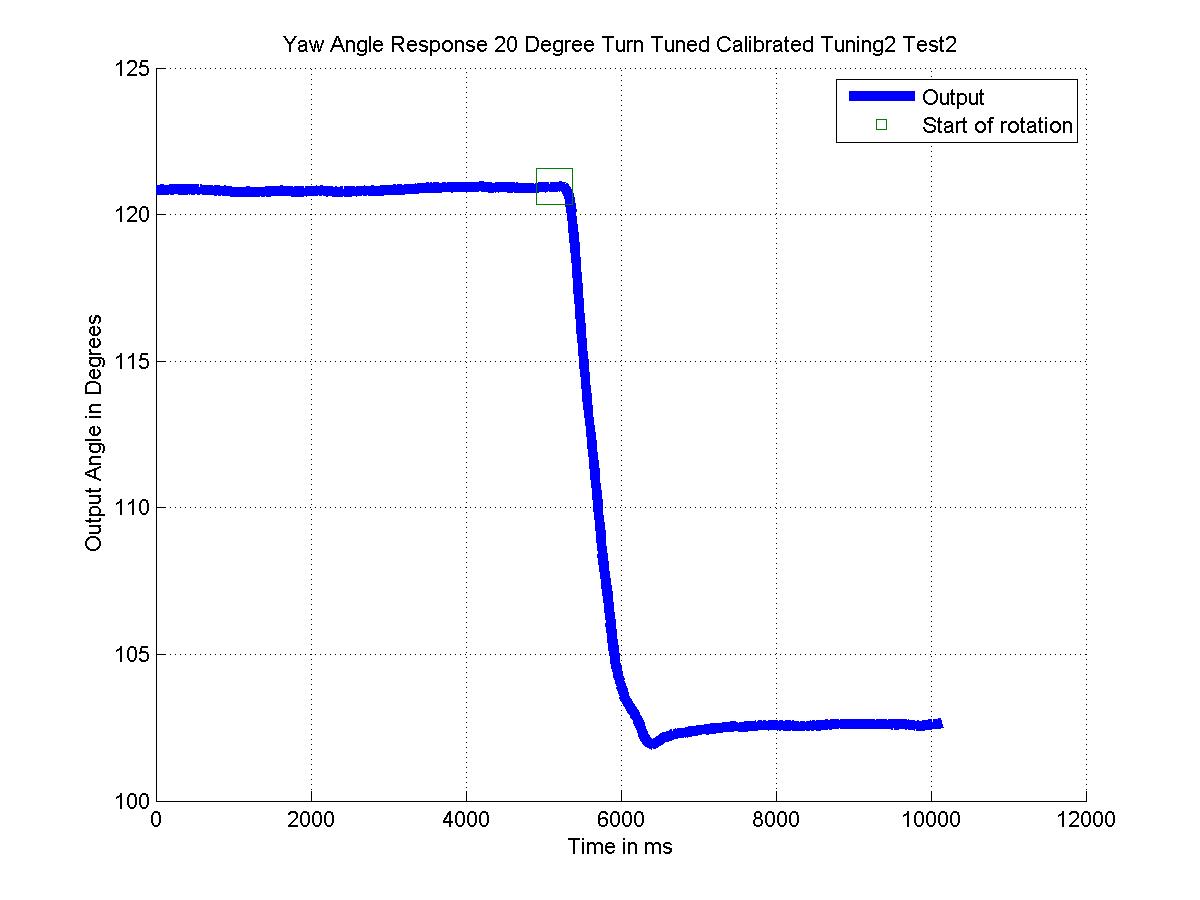 Yaw Angle Response 20 Degree Turn Tuned Calibrated Tuning2 Test2
Output
Start of rotation
Output Angle in Degrees
125
120
115
110
105
100
0 2000 4000 6000 8000 10000 12000
Time in ms